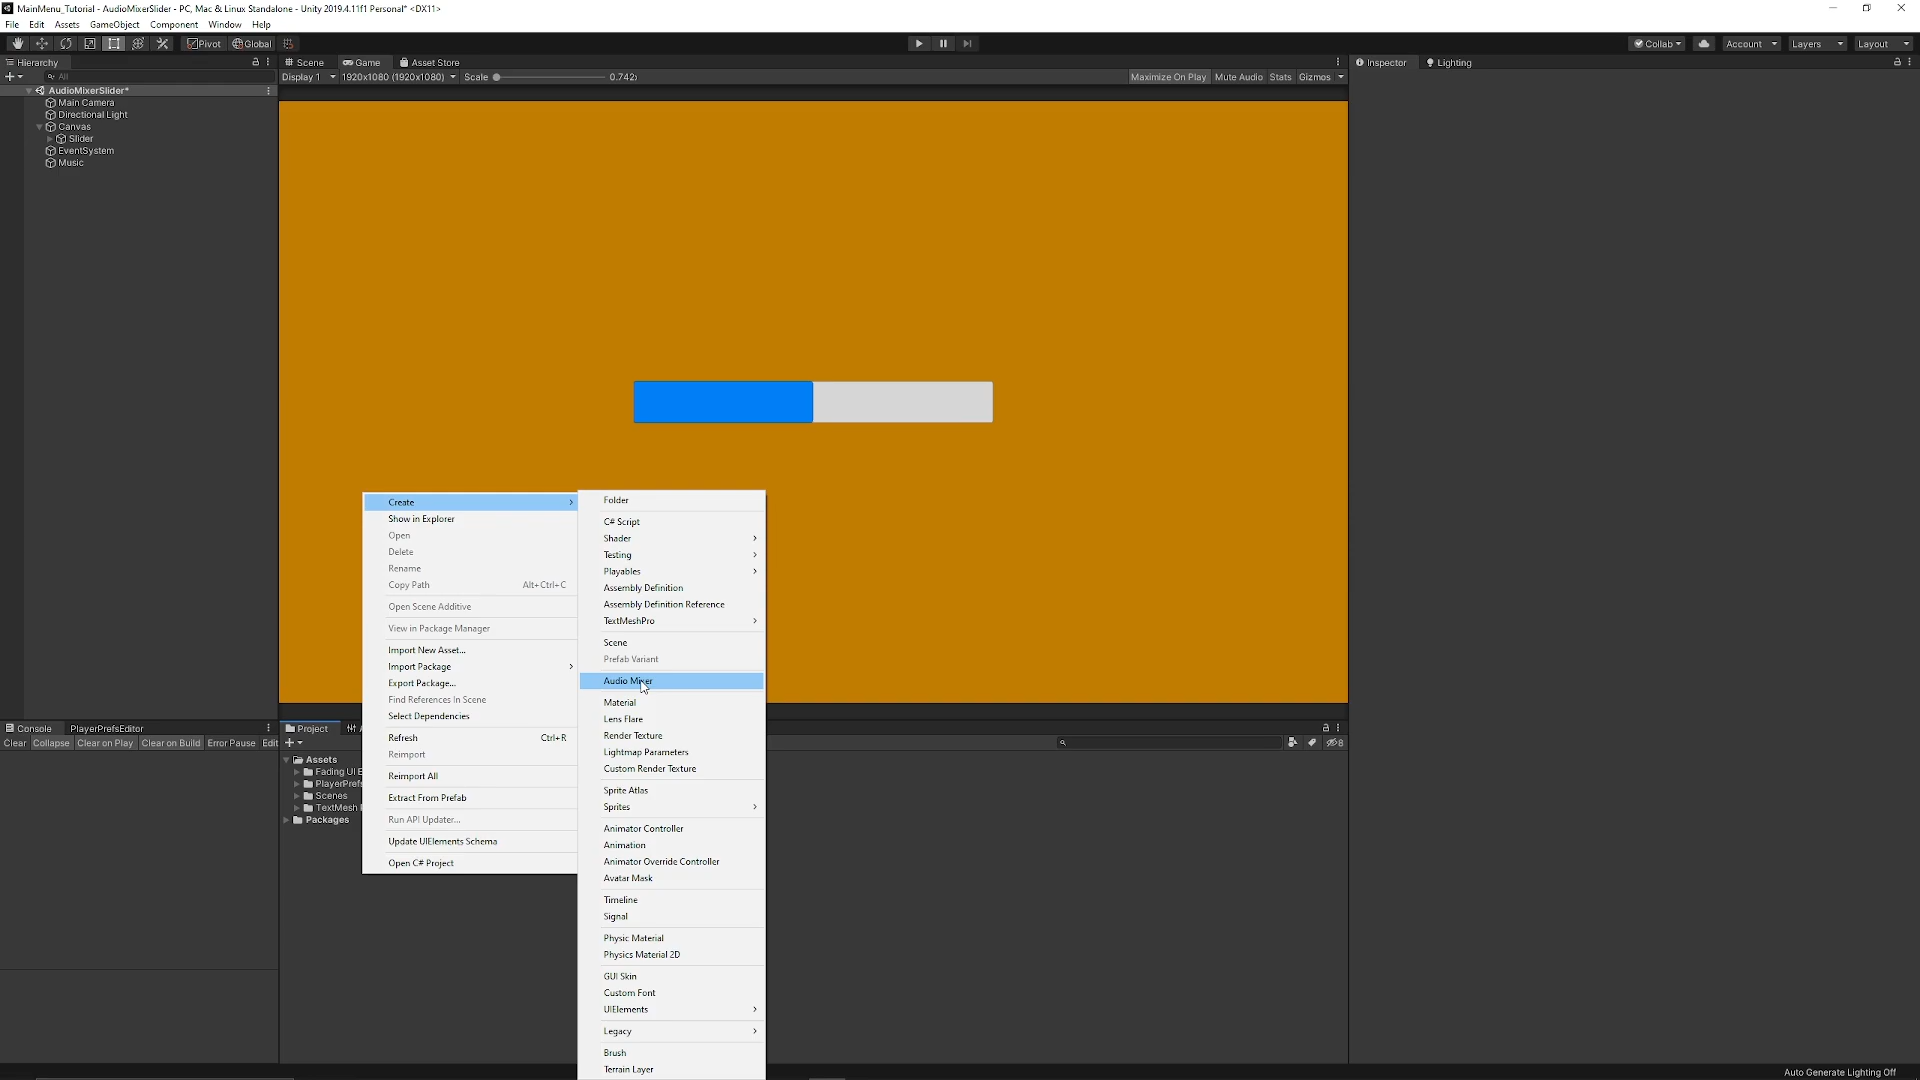 MainMenu_Tutorial - AudioMixerSlider - PC, Mac & Linux Standalone - Unity 2019.4.11f1 Personal* <DX11>
File Edit Assets GameObject Component Window Help
Pivot Global Collab Account Layers Layout
Hierarchy
All
AudioMixerSlider*
Main Camera
Directional Light
Canvas
Slider
EventSystem
Music
Scene Game Asset Store
Display 1 1920x1080 (1920x1080) Scale 0.742: Maximize On Play Mute Audio Stats Gizmos
Inspector Lighting
Create
Show in Explorer
Open
Delete
Rename
Copy Path Alt+Ctrl+C
Open Scene Additive
View in Package Manager
Import New Asset...
Import Package
Export Package...
Find References In Scene
Select Dependencies
Refresh Ctrl+R
Reimport
Reimport All
Extract From Prefab
Run API Updater...
Update UIElements Schema
Open C# Project
Folder
C# Script
Shader
Testing
Playables
Assembly Definition
Assembly Definition Reference
TextMeshPro
Scene
Prefab Variant
Audio Mixer
Material
Lens Flare
Render Texture
Lightmap Parameters
Custom Render Texture
Sprite Atlas
Sprites
Animator Controller
Animation
Animator Override Controller
Avatar Mask
Timeline
Signal
Physic Material
Physics Material 2D
GUI Skin
Custom Font
UIElements
Legacy
Brush
Terrain Layer
Console PlayerPrefsEditor
Clear Collapse Clear on Play Clear on Build Error Pause Edit
Project
8
Assets
Fading UI E
PlayerPrefs
Scenes
TextMesh
Packages
Auto Generate Lighting Off